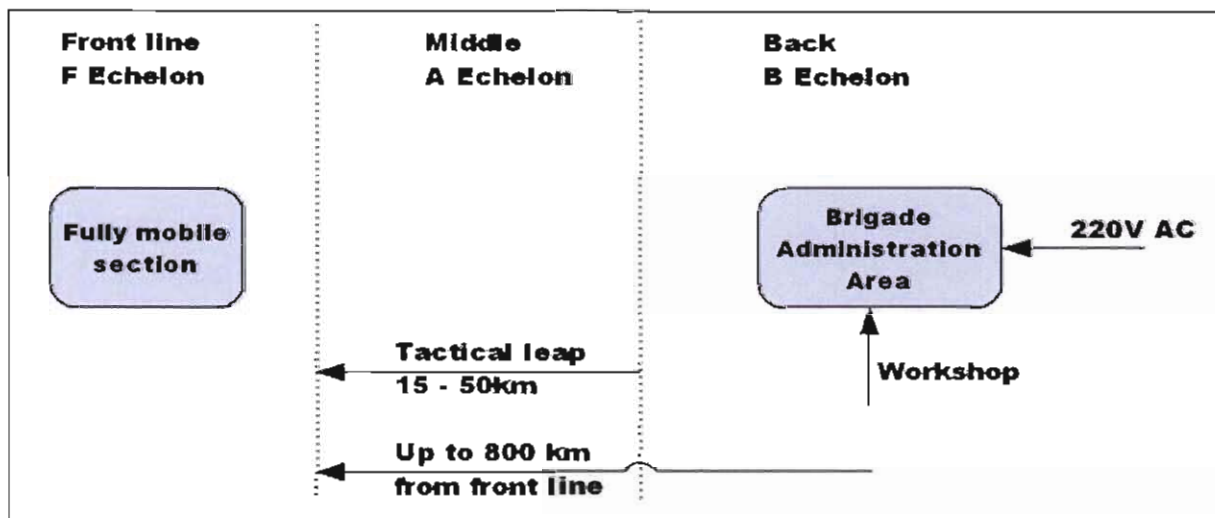 Front line
F Echelon
Middle
A Echelon
Back
B Echelon
Fully mobile
section
Brigade
Administration
Area
220V AC
Tactical leap
15 - 50km
Workshop
Up to 800 km
from front line